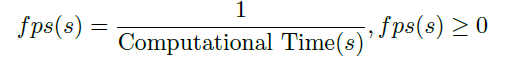 fps(s) = 1 / Computational Time(s), fps(s) ≥ 0